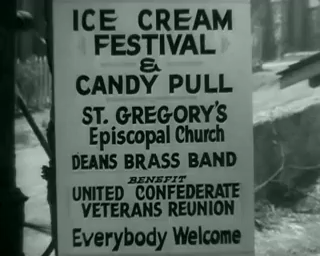 ICE CREAM
FESTIVAL
&
CANDY PULL
ST. GREGORY'S
Episcopal Church
DEANS BRASS BAND
BENEFIT
UNITED CONFEDERATE
VETERANS REUNION
Everybody Welcome